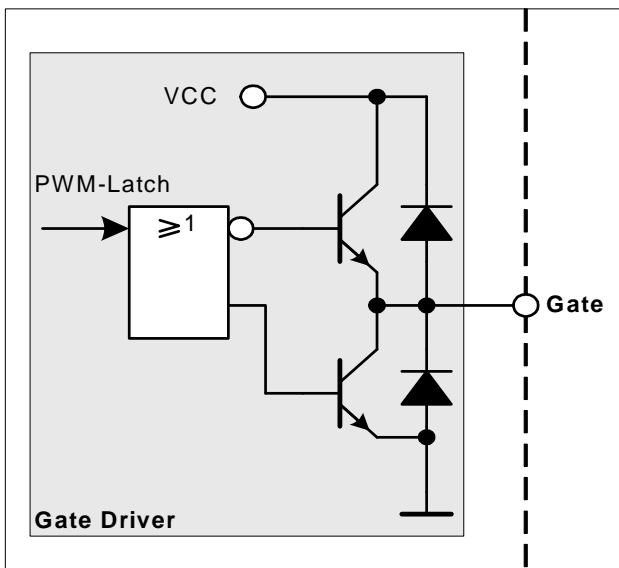 VCC
PWM-Latch
≥1
Gate
Gate Driver